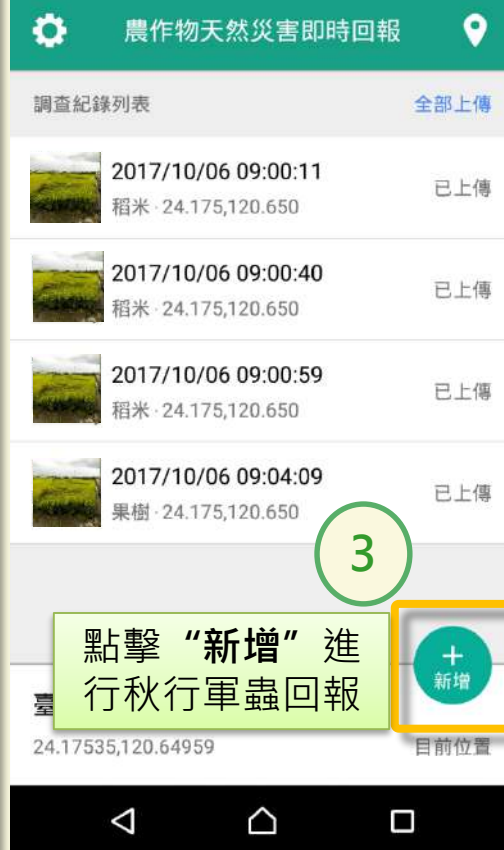 農作物天然災害即時回報
調查紀錄列表 全部上傳
2017/10/06 09:00:11
稻米·24.175,120.650 已上傳
2017/10/06 09:00:40
稻米·24.175,120.650 已上傳
2017/10/06 09:00:59
稻米·24.175,120.650 已上傳
2017/10/06 09:04:09
果樹·24.175,120.650 已上傳
3
點擊“新增”進
行秋行軍蟲回報
+
新增
臺
24.17535,120.64959 目前位置